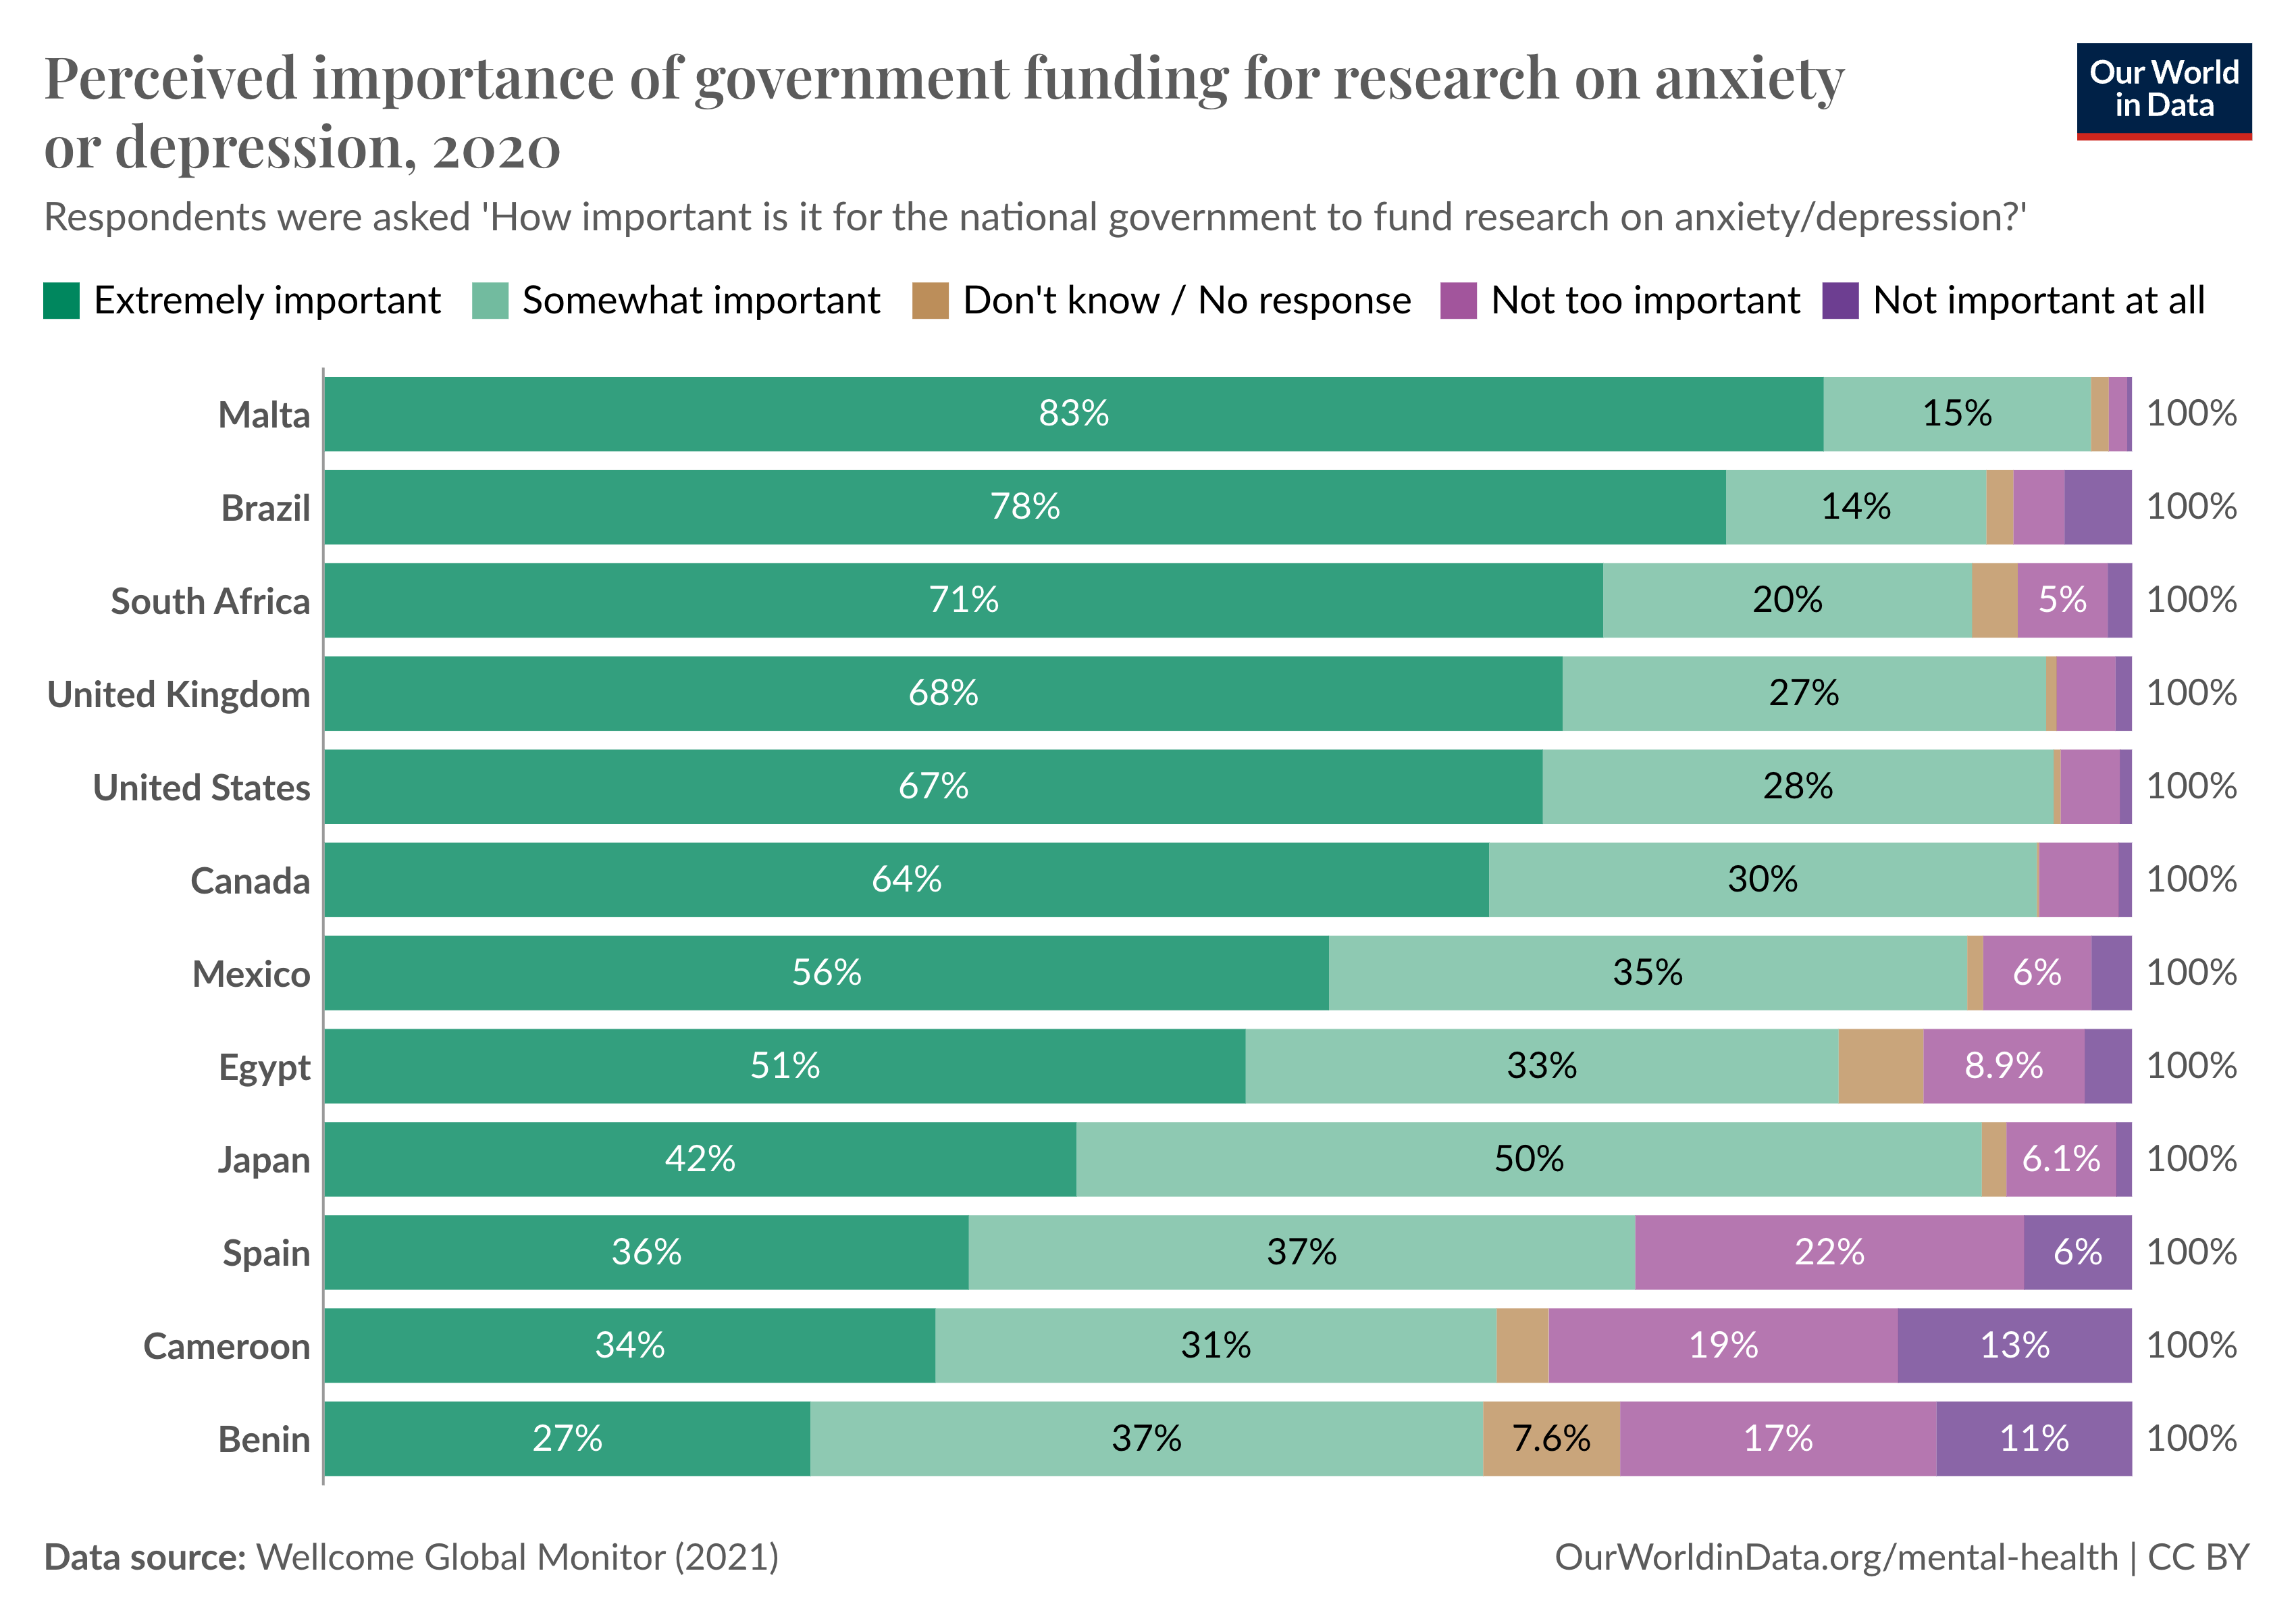 Perceived importance of government funding for research on anxiety
or depression, 2020
Our World
in Data
Respondents were asked 'How important is it for the national government to fund research on anxiety/depression?'
Extremely important Somewhat important Don't know / No response Not too important Not important at all
Malta 83% 15% 100%
Brazil 78% 14% 100%
South Africa 71% 20% 5% 100%
United Kingdom 68% 27% 100%
United States 67% 28% 100%
Canada 64% 30% 100%
Mexico 56% 35% 6% 100%
Egypt 51% 33% 8.9% 100%
Japan 42% 50% 6.1% 100%
Spain 36% 37% 22% 6% 100%
Cameroon 34% 31% 19% 13% 100%
Benin 27% 37% 7.6% 17% 11% 100%
Data source: Wellcome Global Monitor (2021) OurWorldinData.org/mental-health | CC BY